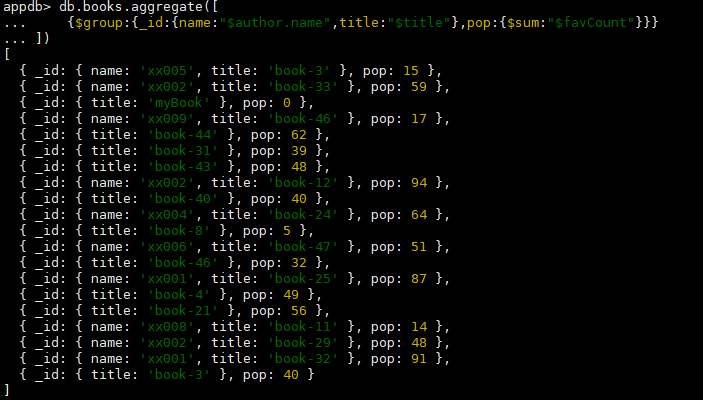 appdb> db.books.aggregate([
...     {$group:{_id:{name:"$author.name",title:"$title"},pop:{$sum:"$favCount"}}}
... ])
[
  { _id: { name: 'xx005', title: 'book-3' }, pop: 15 },
  { _id: { name: 'xx002', title: 'book-33' }, pop: 59 },
  { _id: { title: 'myBook' }, pop: 0 },
  { _id: { name: 'xx009', title: 'book-46' }, pop: 17 },
  { _id: { title: 'book-44' }, pop: 62 },
  { _id: { title: 'book-31' }, pop: 39 },
  { _id: { title: 'book-43' }, pop: 48 },
  { _id: { name: 'xx002', title: 'book-12' }, pop: 94 },
  { _id: { title: 'book-40' }, pop: 40 },
  { _id: { name: 'xx004', title: 'book-24' }, pop: 64 },
  { _id: { title: 'book-8' }, pop: 5 },
  { _id: { name: 'xx006', title: 'book-47' }, pop: 51 },
  { _id: { title: 'book-46' }, pop: 32 },
  { _id: { name: 'xx001', title: 'book-25' }, pop: 87 },
  { _id: { title: 'book-4' }, pop: 49 },
  { _id: { title: 'book-21' }, pop: 56 },
  { _id: { name: 'xx008', title: 'book-11' }, pop: 14 },
  { _id: { name: 'xx002', title: 'book-29' }, pop: 48 },
  { _id: { name: 'xx001', title: 'book-32' }, pop: 91 },
  { _id: { title: 'book-3' }, pop: 40 }
]